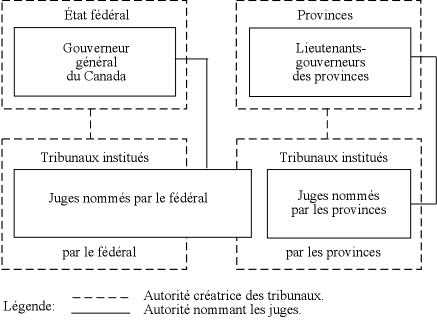 État fédéral
Gouverneur
général
du Canada
Provinces
Lieutenants-
gouverneurs
des provinces
Tribunaux institués
Juges nommés par le fédéral
par le fédéral
Tribunaux institués
Juges nommés
par les provinces
par les provinces
Légende:
Autorité créatrice des tribunaux.
Autorité nommant les juges.